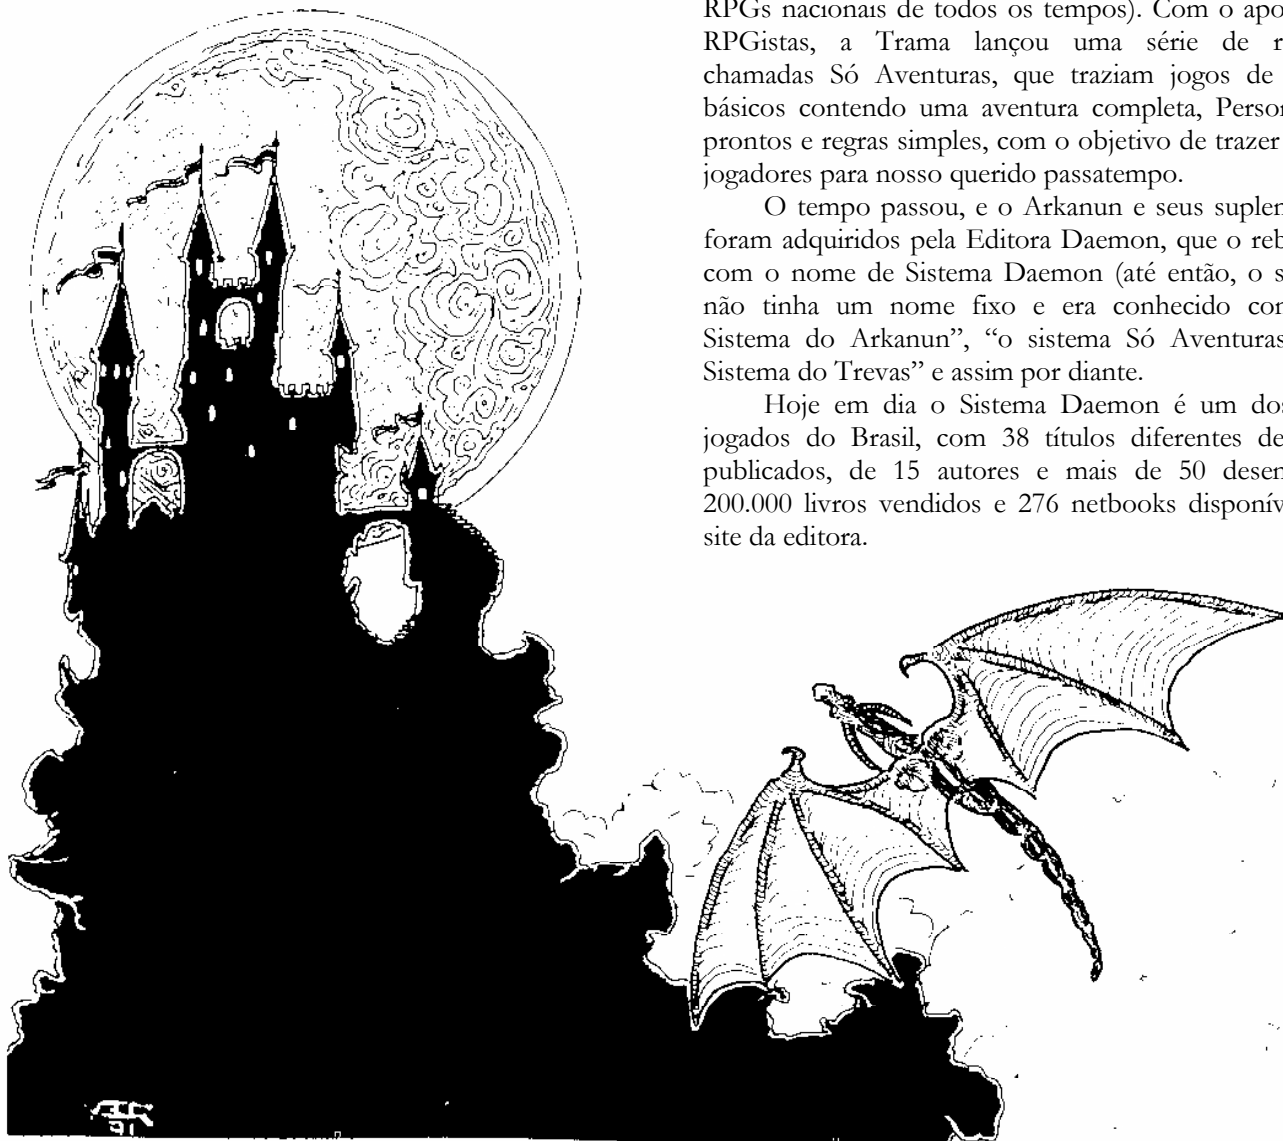 RPGs nacionais de todos os tempos). Com o apo
RPGistas, a Trama lançou uma série de r
chamadas Só Aventuras, que traziam jogos de
básicos contendo uma aventura completa, Person
prontos e regras simples, com o objetivo de trazer
jogadores para nosso querido passatempo.
O tempo passou, e o Arkanun e seus suplen
foram adquiridos pela Editora Daemon, que o reb
com o nome de Sistema Daemon (até então, o s
não tinha um nome fixo e era conhecido con
Sistema do Arkanun”, “o sistema Só Aventuras
Sistema do Trevas” e assim por diante.
Hoje em dia o Sistema Daemon é um dos
jogados do Brasil, com 38 títulos diferentes de
publicados, de 15 autores e mais de 50 desen
200.000 livros vendidos e 276 netbooks disponív
site da editora.
91